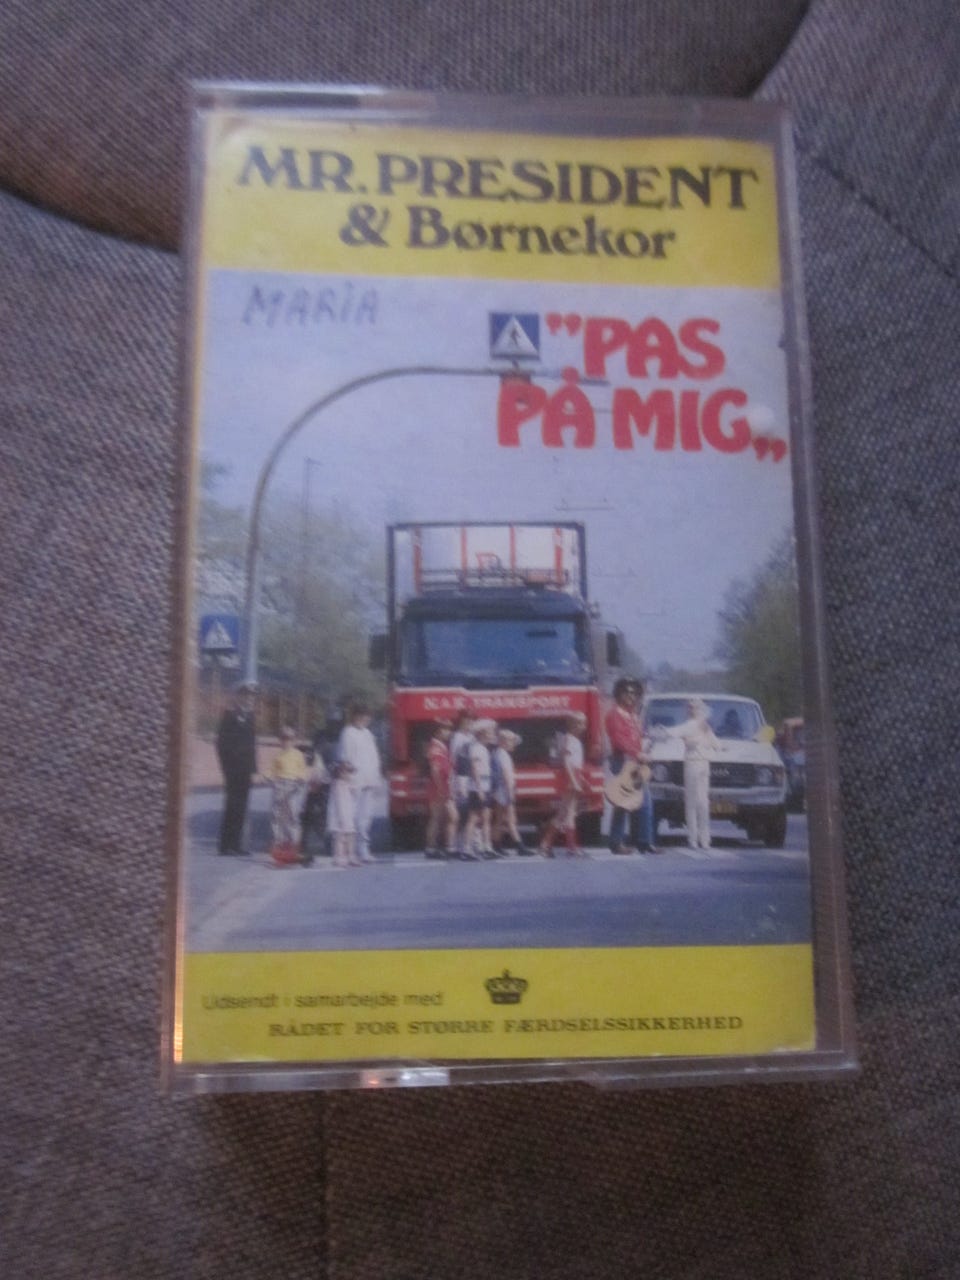 MR. PRESIDENT
& Børnekor
MARIA
"PAS
PÅ MIG"
N & K TRANSPORT
Udsendt i samarbejde med
RÅDET FOR STØRRE FÆRDSELSSIKKERHED